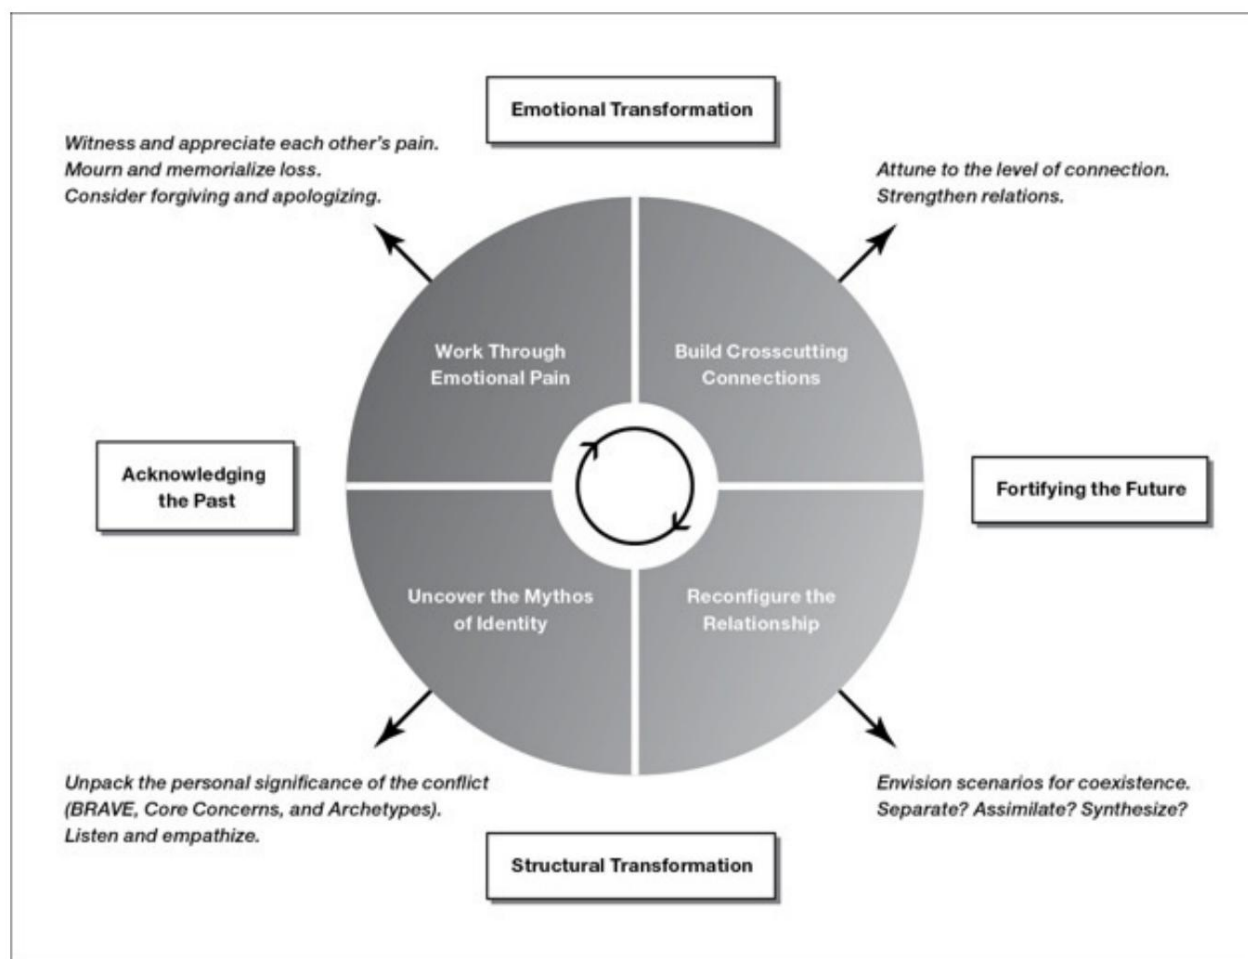 Emotional Transformation
Witness and appreciate each other's pain.
Mourn and memorialize loss.
Consider forgiving and apologizing.
Attune to the level of connection.
Strengthen relations.
Work Through
Emotional Pain
Build Crosscutting
Connections
Acknowledging
the Past
Fortifying the Future
Uncover the Mythos
of Identity
Reconfigure the
Relationship
Unpack the personal significance of the conflict
(BRAVE, Core Concerns, and Archetypes).
Listen and empathize.
Envision scenarios for coexistence.
Separate? Assimilate? Synthesize?
Structural Transformation